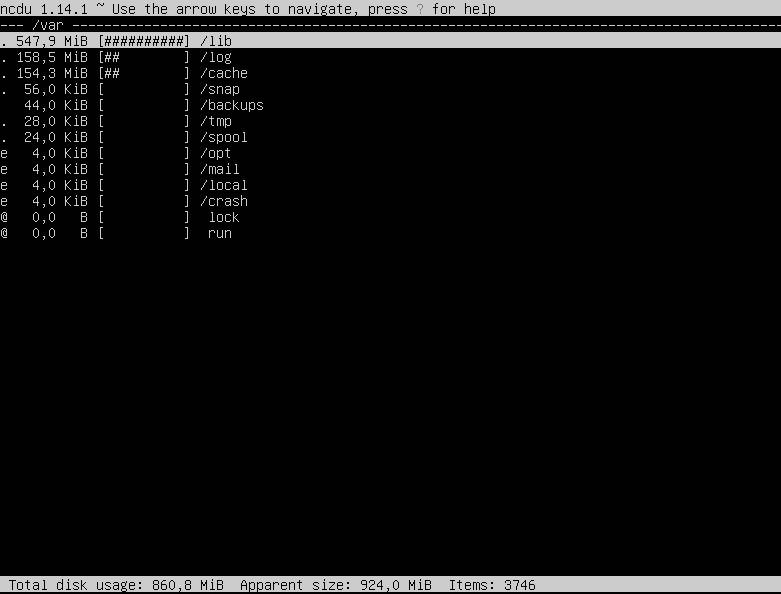 ncdu 1.14.1 ~ Use the arrow keys to navigate, press ? for help
--- /var ------------------------------------------------------------------------------------------
. 547,9 MiB [##########] /lib
. 158,5 MiB [##        ] /log
. 154,3 MiB [##        ] /cache
. 56,0 KiB [          ] /snap
44,0 KiB [          ] /backups
. 28,0 KiB [          ] /tmp
. 24,0 KiB [          ] /spool
e 4,0 KiB [          ] /opt
e 4,0 KiB [          ] /mail
e 4,0 KiB [          ] /local
e 4,0 KiB [          ] /crash
@ 0,0 B [          ] lock
@ 0,0 B [          ] run
Total disk usage: 860,8 MiB Apparent size: 924,0 MiB Items: 3746